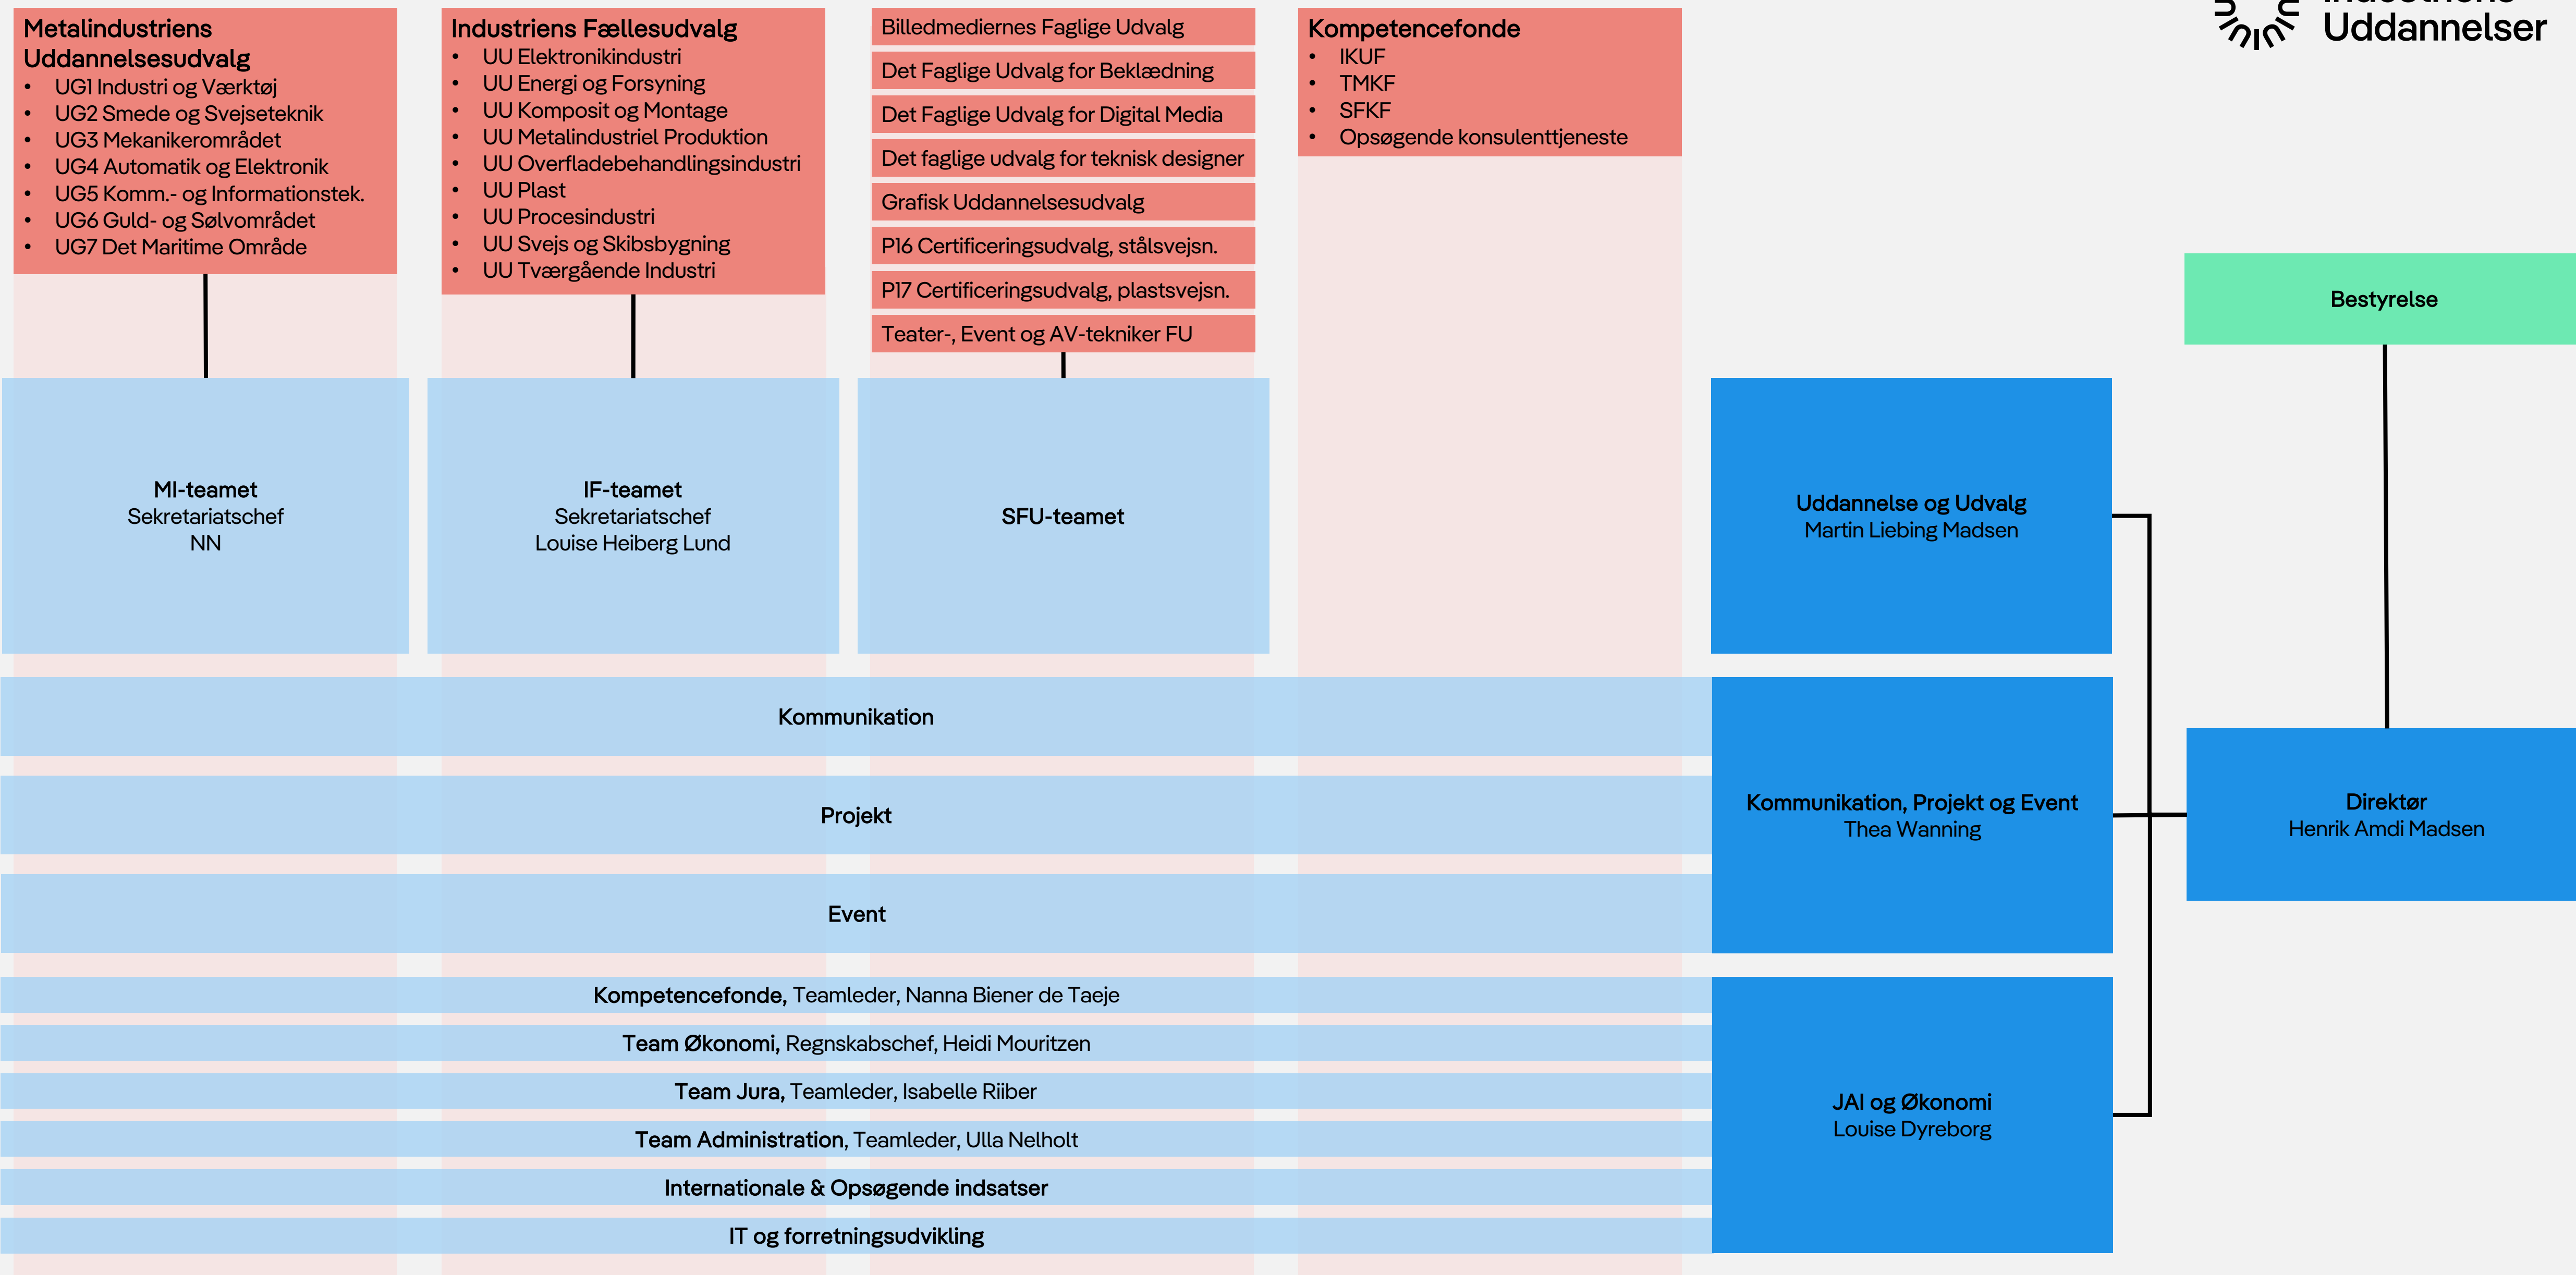 Metalindustriens
Uddannelsesudvalg
• UG1 Industri og Værktøj
• UG2 Smede og Svejseteknik
• UG3 Mekanikerområdet
• UG4 Automatik og Elektronik
• UG5 Komm.- og Informationstek.
• UG6 Guld- og Sølvområdet
• UG7 Det Maritime Område
Industriens Fællesudvalg
• UU Elektronikindustri
• UU Energi og Forsyning
• UU Komposit og Montage
• UU Metalindustriel Produktion
• UU Overfladebehandlingsindustri
• UU Plast
• UU Procesindustri
• UU Svejs og Skibsbygning
• UU Tværgående Industri
Billedmediernes Faglige Udvalg
Det Faglige Udvalg for Beklædning
Det Faglige Udvalg for Digital Media
Det faglige udvalg for teknisk designer
Grafisk Uddannelsesudvalg
P16 Certificeringsudvalg, stålsvejsn.
P17 Certificeringsudvalg, plastsvejsn.
Teater-, Event og AV-tekniker FU
Kompetencefonde
• IKUF
• TMKF
• SFKF
• Opsøgende konsulenttjeneste
Uddannelser
Bestyrelse
MI-teamet
Sekretariatschef
NN
IF-teamet
Sekretariatschef
Louise Heiberg Lund
SFU-teamet
Uddannelse og Udvalg
Martin Liebing Madsen
Kommunikation
Projekt
Event
Kommunikation, Projekt og Event
Thea Wanning
Direktør
Henrik Amdi Madsen
Kompetencefonde, Teamleder, Nanna Biener de Taeje
Team Økonomi, Regnskabschef, Heidi Mouritzen
Team Jura, Teamleder, Isabelle Riiber
Team Administration, Teamleder, Ulla Nelholt
Internationale & Opsøgende indsatser
IT og forretningsudvikling
JAI og Økonomi
Louise Dyreborg